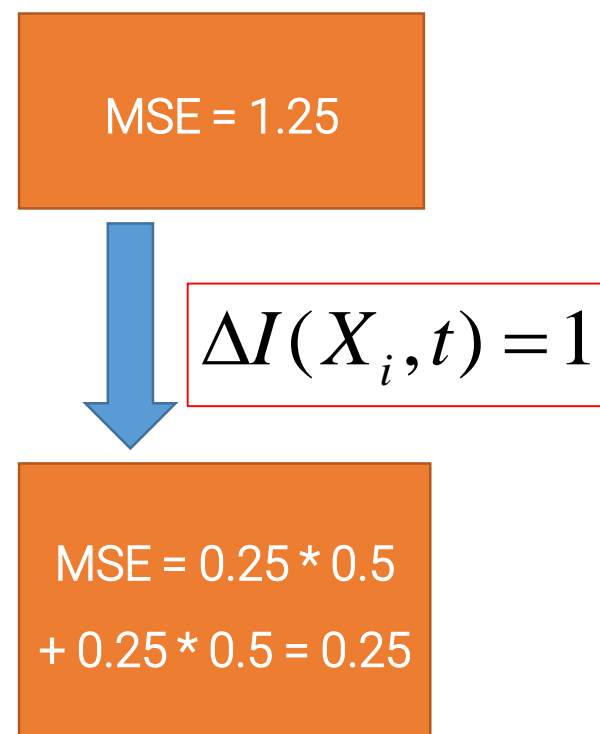 MSE = 1.25
ΔI(Xᵢ,t) = 1
MSE = 0.25 * 0.5
+ 0.25 * 0.5 = 0.25